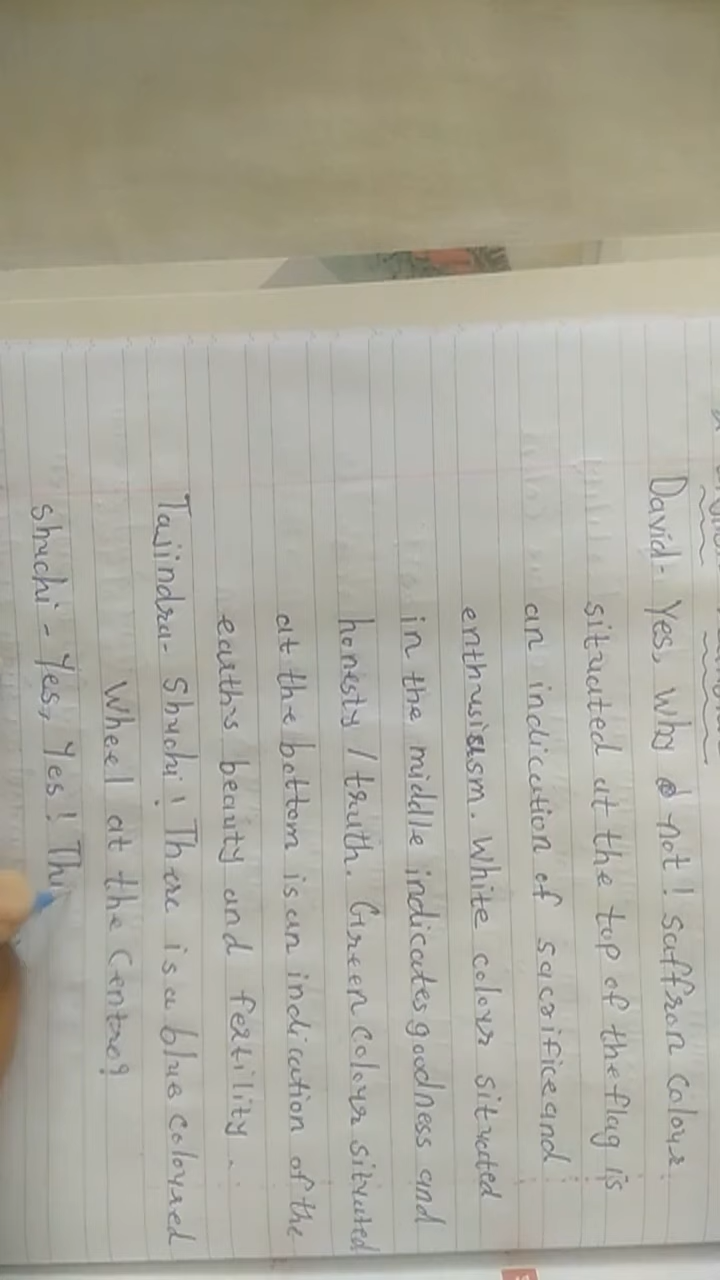 David- Yes, Why not! saffron colour
situated at the top of the flag is
an indication of sacrifice and
enthusiasm. White colour situated
in the middle indicates goodness and
honesty / truth. Green colour situated
at the bottom is an indication of the
earth's beauty and fertility.
Tajindra- Shuchi! There is a blue coloured
Wheel at the Centre?
Shuchi - Yes, Yes! Thi